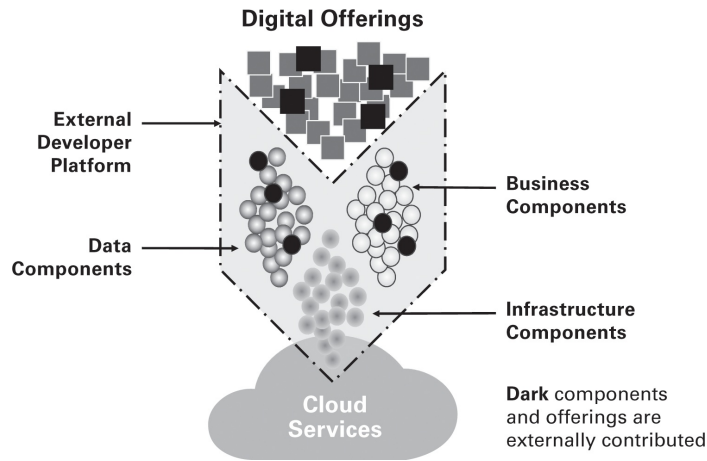 Digital Offerings
External
Developer
Platform
Business
Components
Data
Components
Infrastructure
Components
Cloud
Services
Dark components
and offerings are
externally contributed